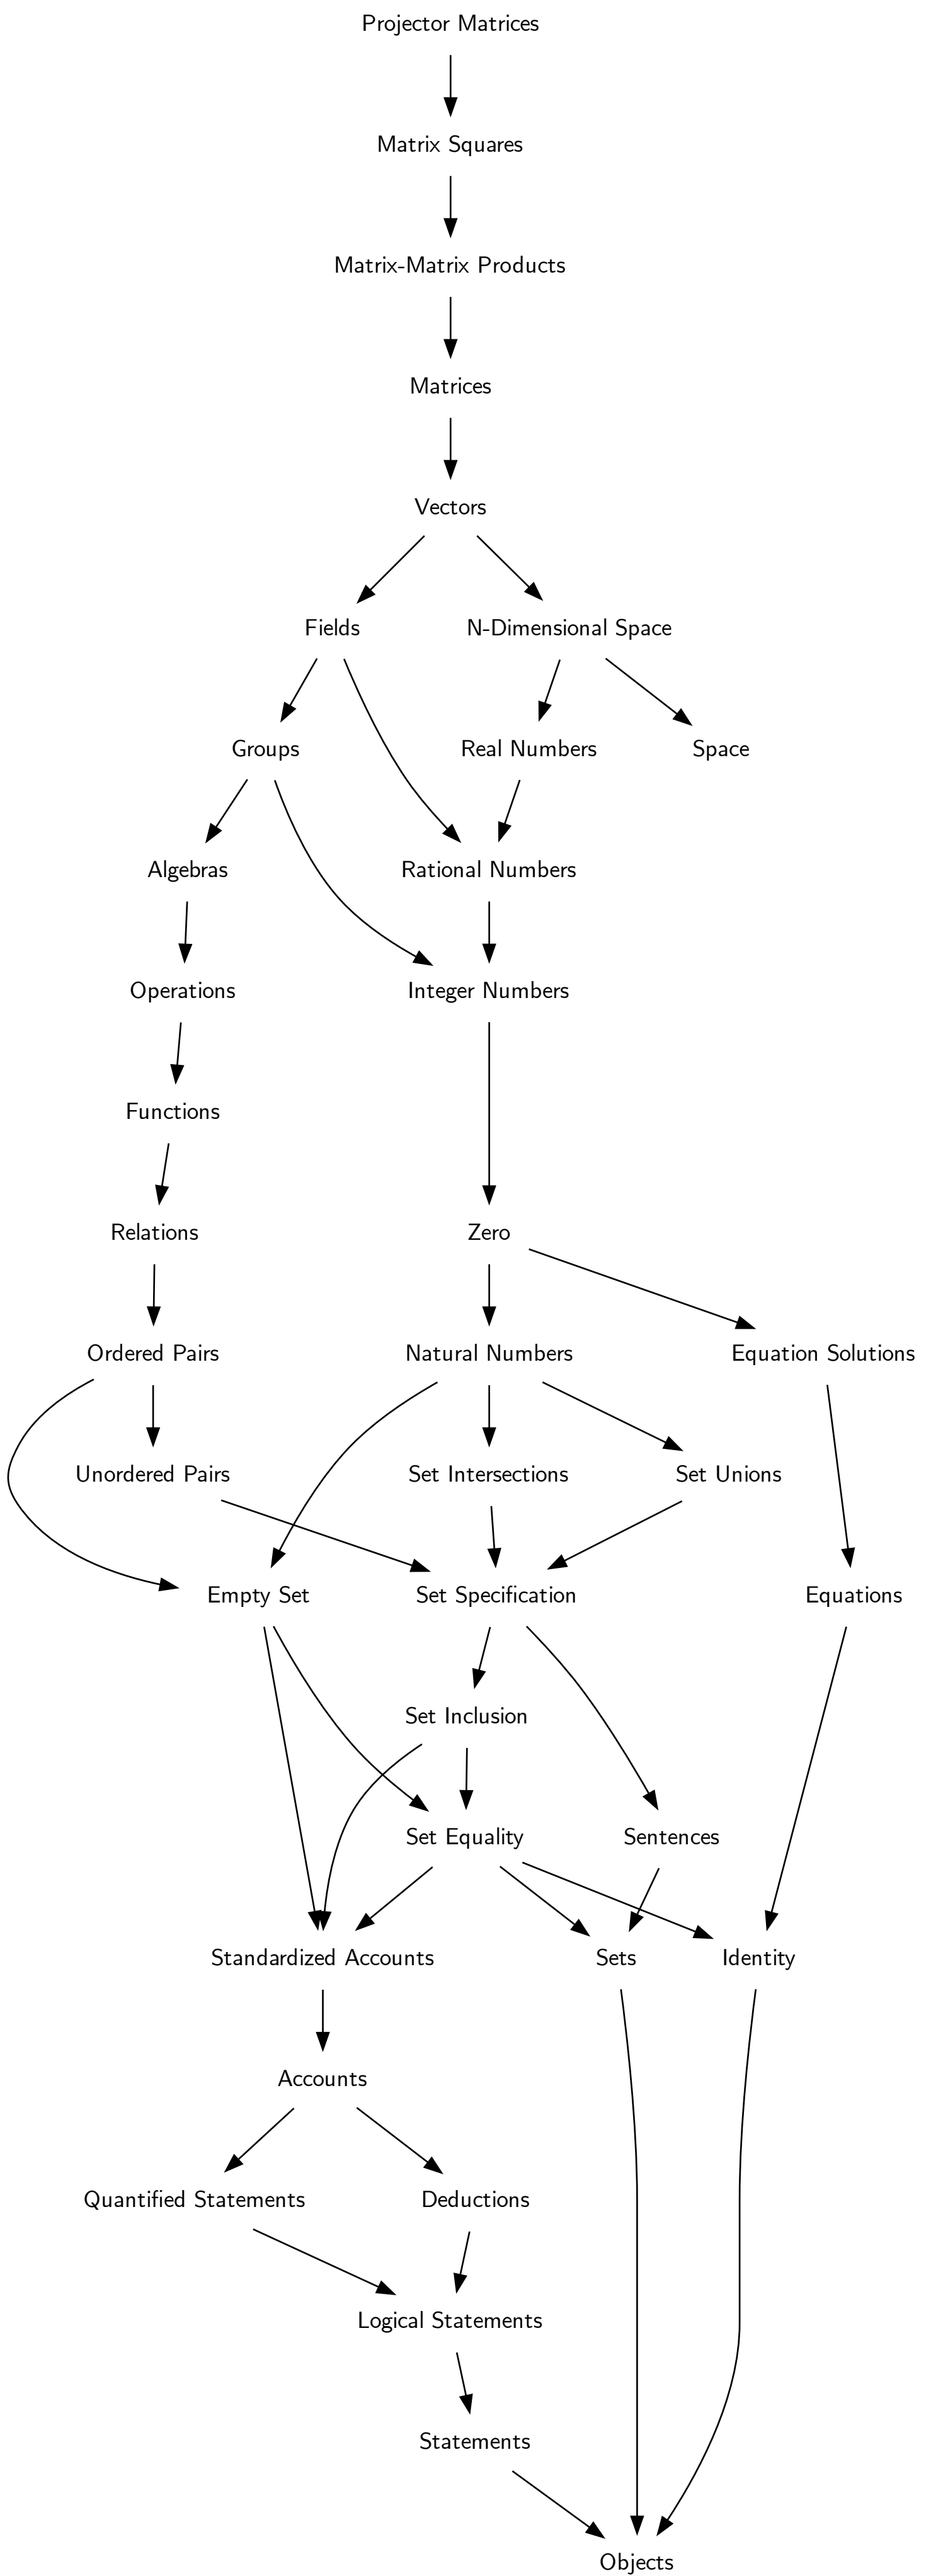 Projector Matrices
Matrix Squares
Matrix-Matrix Products
Matrices
Vectors
Fields
N-Dimensional Space
Groups
Real Numbers
Space
Algebras
Rational Numbers
Operations
Integer Numbers
Functions
Relations
Zero
Ordered Pairs
Natural Numbers
Equation Solutions
Unordered Pairs
Set Intersections
Set Unions
Empty Set
Set Specification
Equations
Set Inclusion
Set Equality
Sentences
Standardized Accounts
Sets
Identity
Accounts
Quantified Statements
Deductions
Logical Statements
Statements
Objects